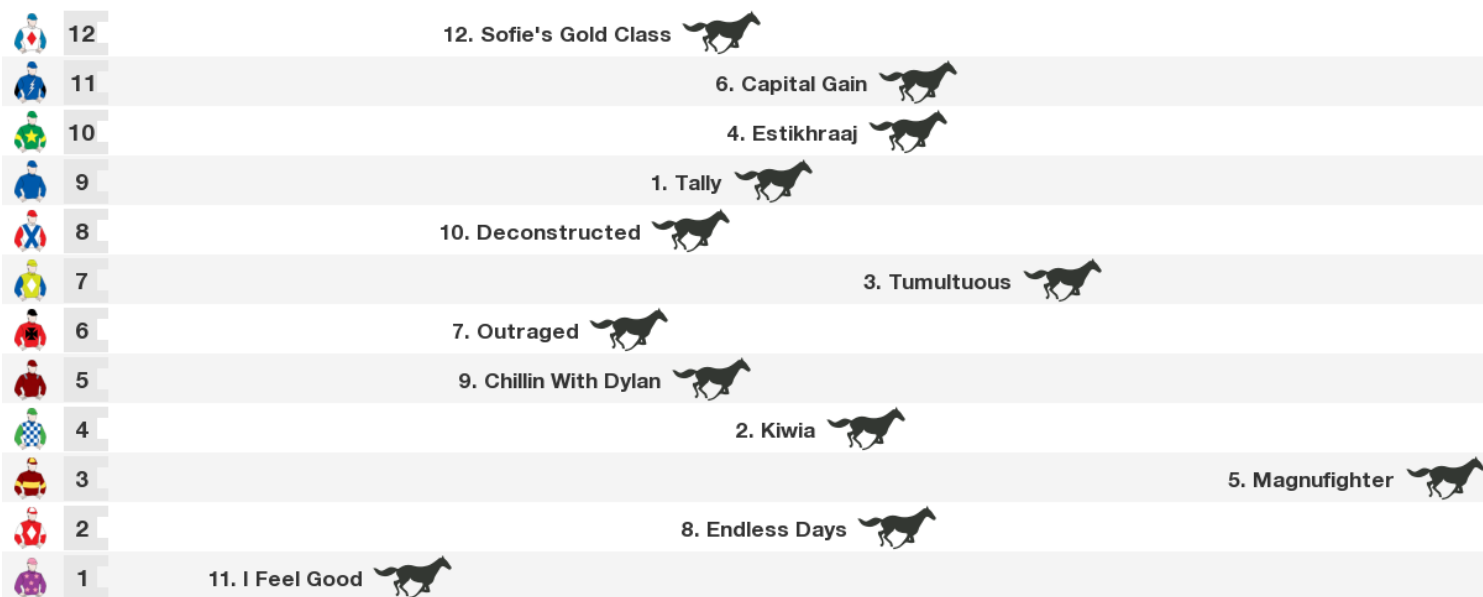 12 12. Sofie's Gold Class
11 6. Capital Gain
10 4. Estikhraaj
9 1. Tally
8 10. Deconstructed
7 3. Tumultuous
6 7. Outraged
5 9. Chillin With Dylan
4 2. Kiwia
3 5. Magnufighter
2 8. Endless Days
1 11. I Feel Good